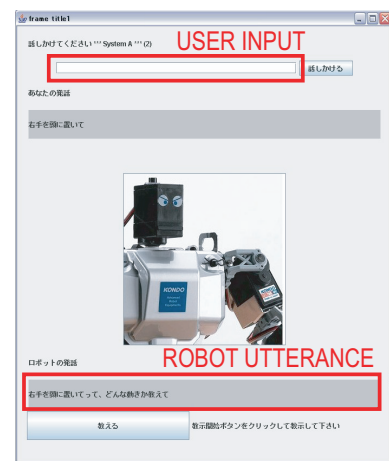 frame title1
話しかけてください *** System A *** (2)
USER INPUT
話しかける
あなたの発話
右手を頭に置いて
KONDO
ロボットの発話
ROBOT UTTERANCE
右手を頭に置いてって、どんな動きか教えて
教える
教示開始ボタンをクリックして教示して下さい